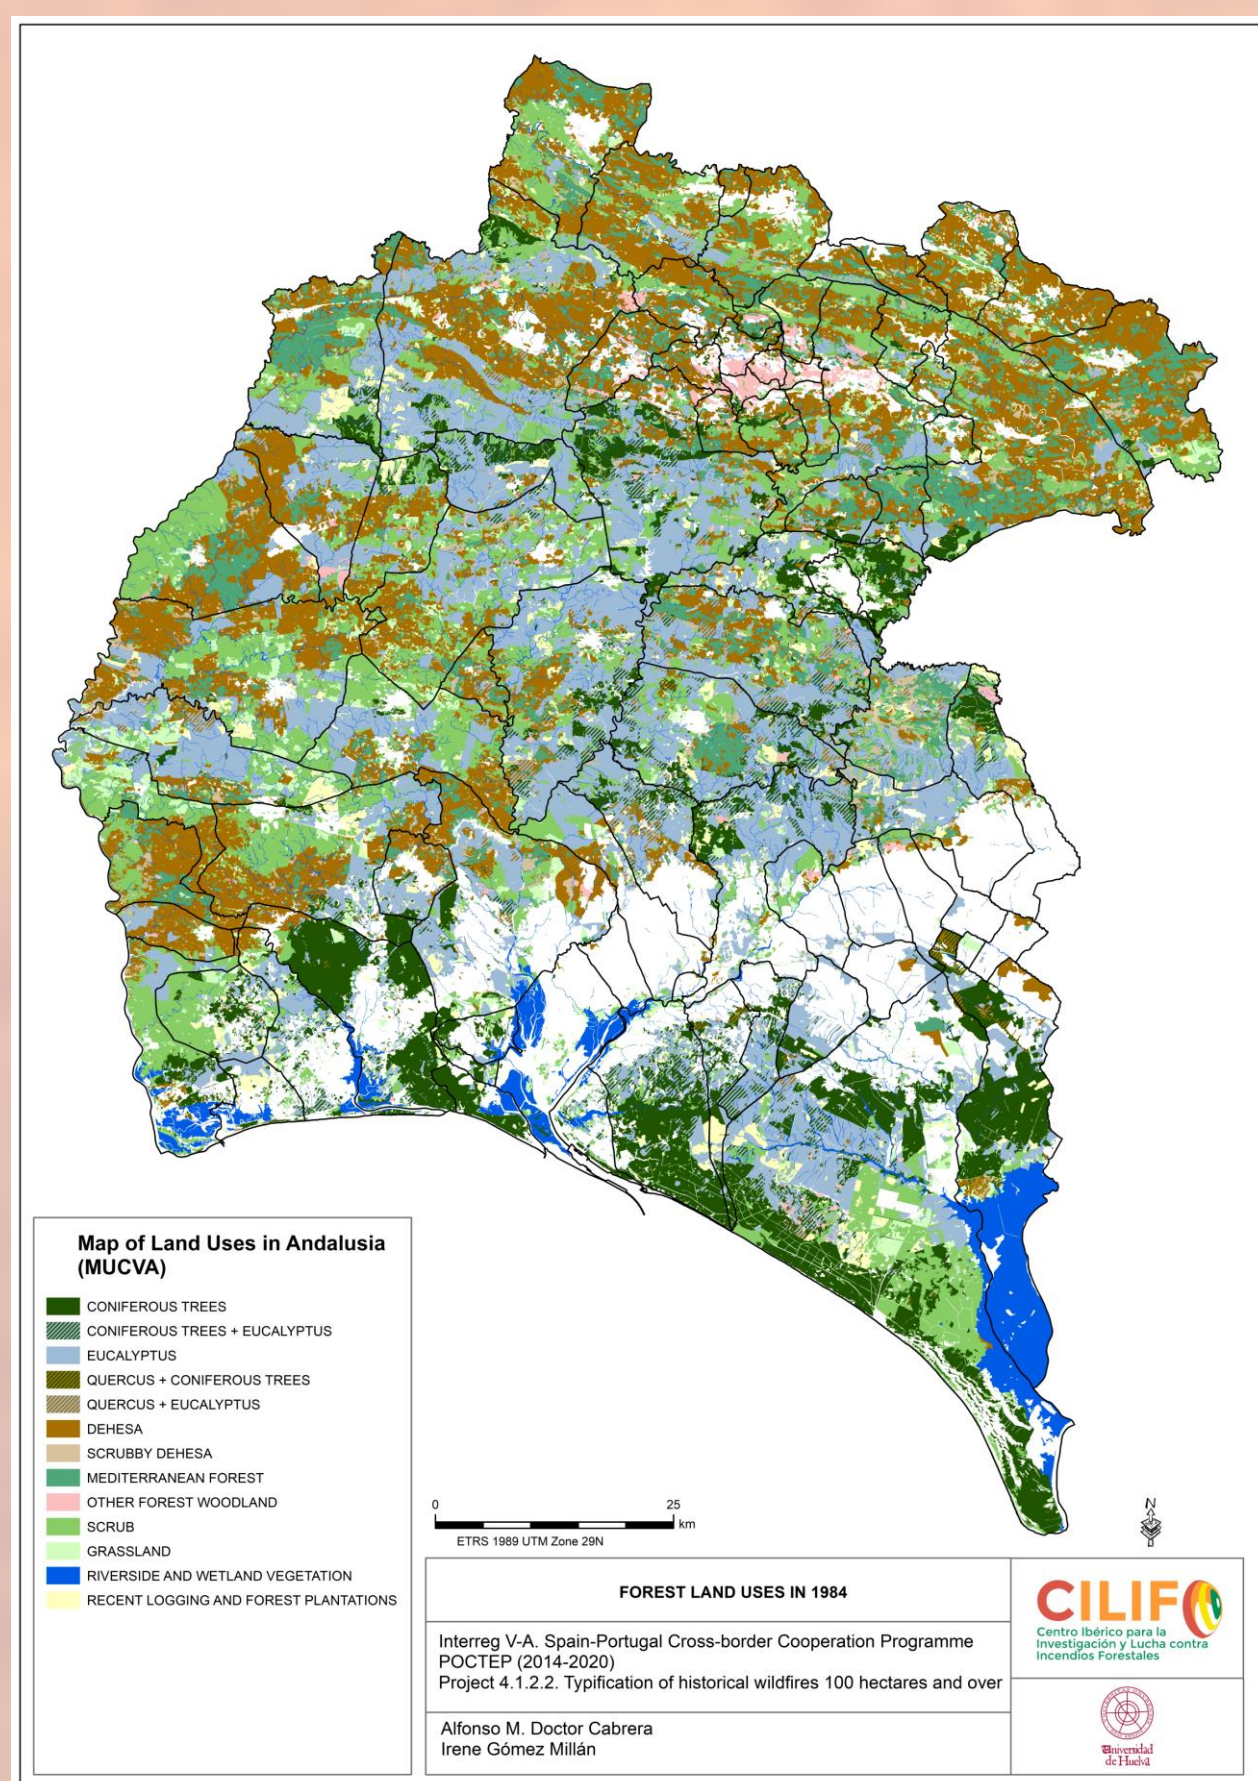 Map of Land Uses in Andalusia
(MUCVA)
CONIFEROUS TREES
CONIFEROUS TREES + EUCALYPTUS
EUCALYPTUS
QUERCUS + CONIFEROUS TREES
QUERCUS + EUCALYPTUS
DEHESA
SCRUBBY DEHESA
MEDITERRANEAN FOREST
OTHER FOREST WOODLAND
SCRUB
GRASSLAND
RIVERSIDE AND WETLAND VEGETATION
RECENT LOGGING AND FOREST PLANTATIONS
0 25
km
ETRS 1989 UTM Zone 29N
N
FOREST LAND USES IN 1984
Interreg V-A. Spain-Portugal Cross-border Cooperation Programme
POCTEP (2014-2020)
Project 4.1.2.2. Typification of historical wildfires 100 hectares and over
Alfonso M. Doctor Cabrera
Irene Gómez Millán
CILIFO
Centro Ibérico para la
Investigación y Lucha contra
Incendios Forestales
Universidad
de Huelva